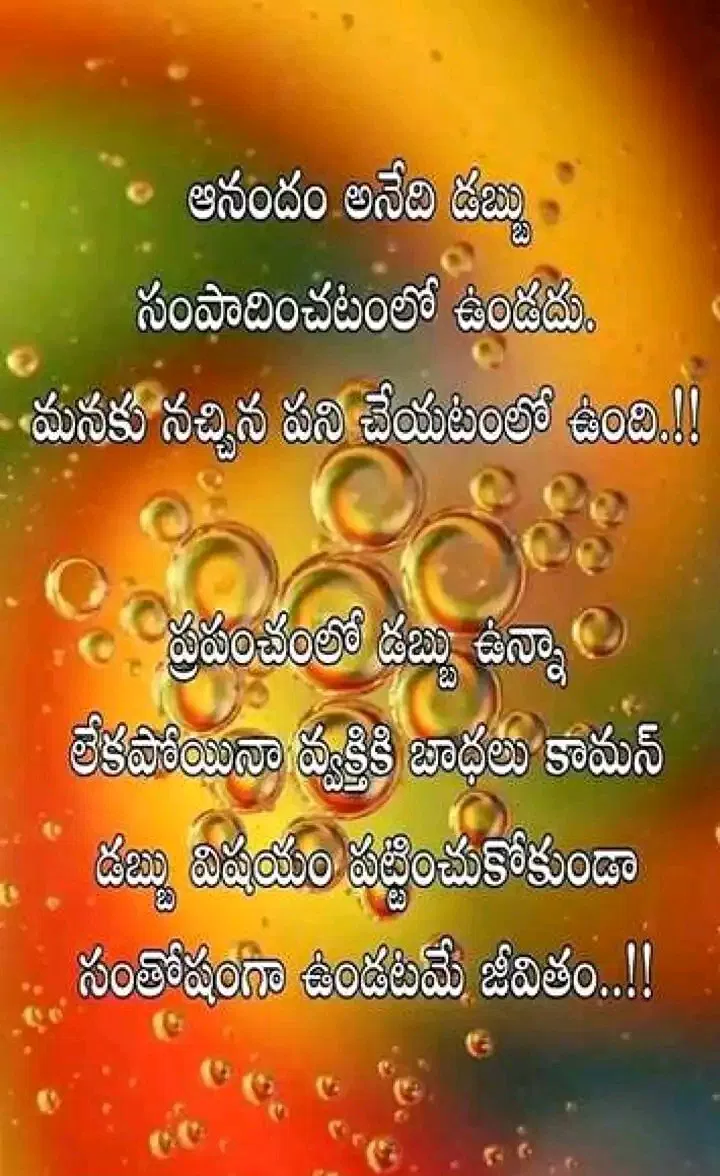 ఆనందం అనేది డబ్బు
సంపాదించటంలో ఉండదు.
మనకు నచ్చిన పని చేయటంలో ఉంది.!!
ప్రపంచంలో డబ్బు ఉన్నా
లేకపోయినా వ్వక్తికి బాధలు కామన్
డబ్బు విషయం పట్టించుకోకుండా
సంతోషంగా ఉండటమే జీవితం..!!